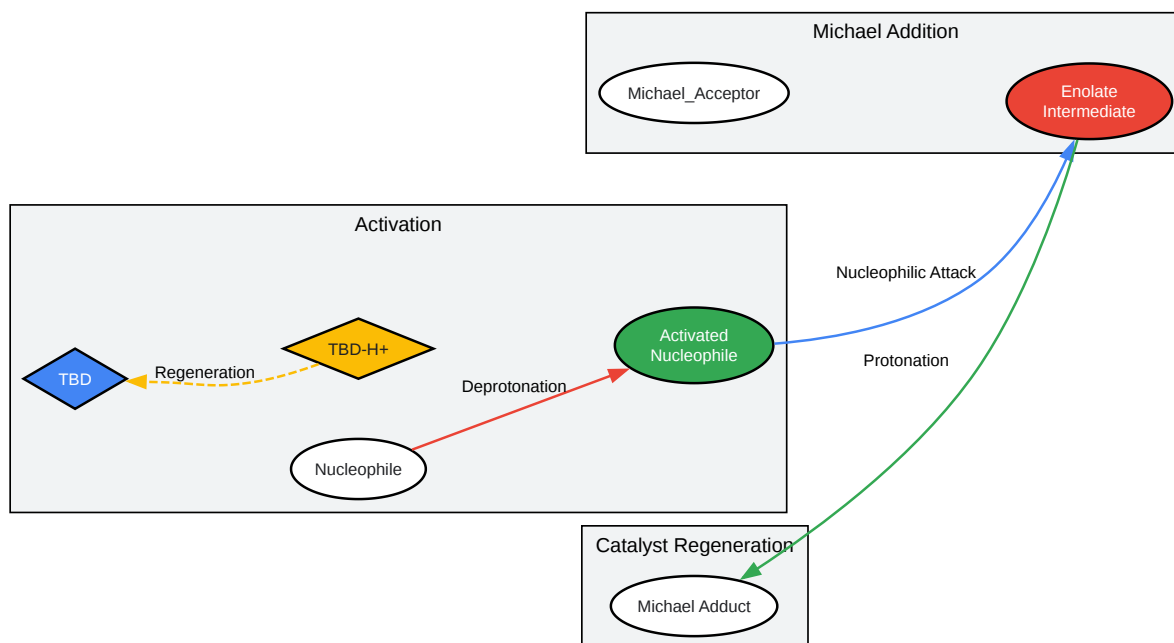 Michael Addition
Michael_Acceptor
Enolate
Intermediate
Activation
Nucleophilic Attack
TBD-H+
Activated
Nucleophile
Protonation
TBD
Regeneration
Deprotonation
Nucleophile
Catalyst Regeneration
Michael Adduct